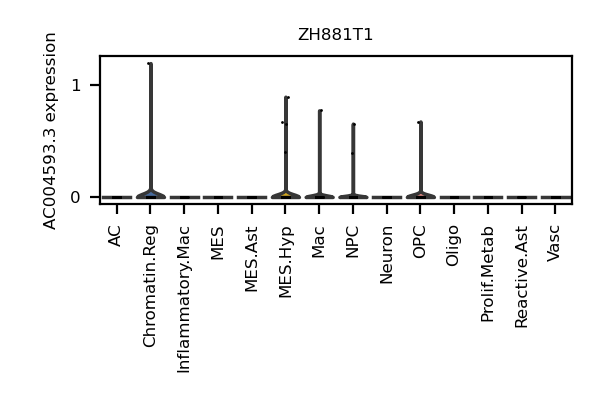 ZH881T1
AC004593.3 expression
1
0
AC
Chromatin.Reg
Inflammatory.Mac
MES
MES.Ast
MES.Hyp
Mac
NPC
Neuron
OPC
Oligo
Prolif.Metab
Reactive.Ast
Vasc